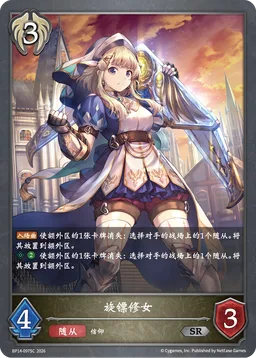 3
入场曲 使额外区的1张卡牌消失:选择对手的战场上的1个随从。将
其放置到额外区。
2 使额外区的1张卡牌消失:选择对手的战场上的1个随从。将
其放置到额外区。
旋镖修女
4
随从 信仰
SR
3
BP14-097SC 2026
© Cygames, Inc. Published by NetEase Games